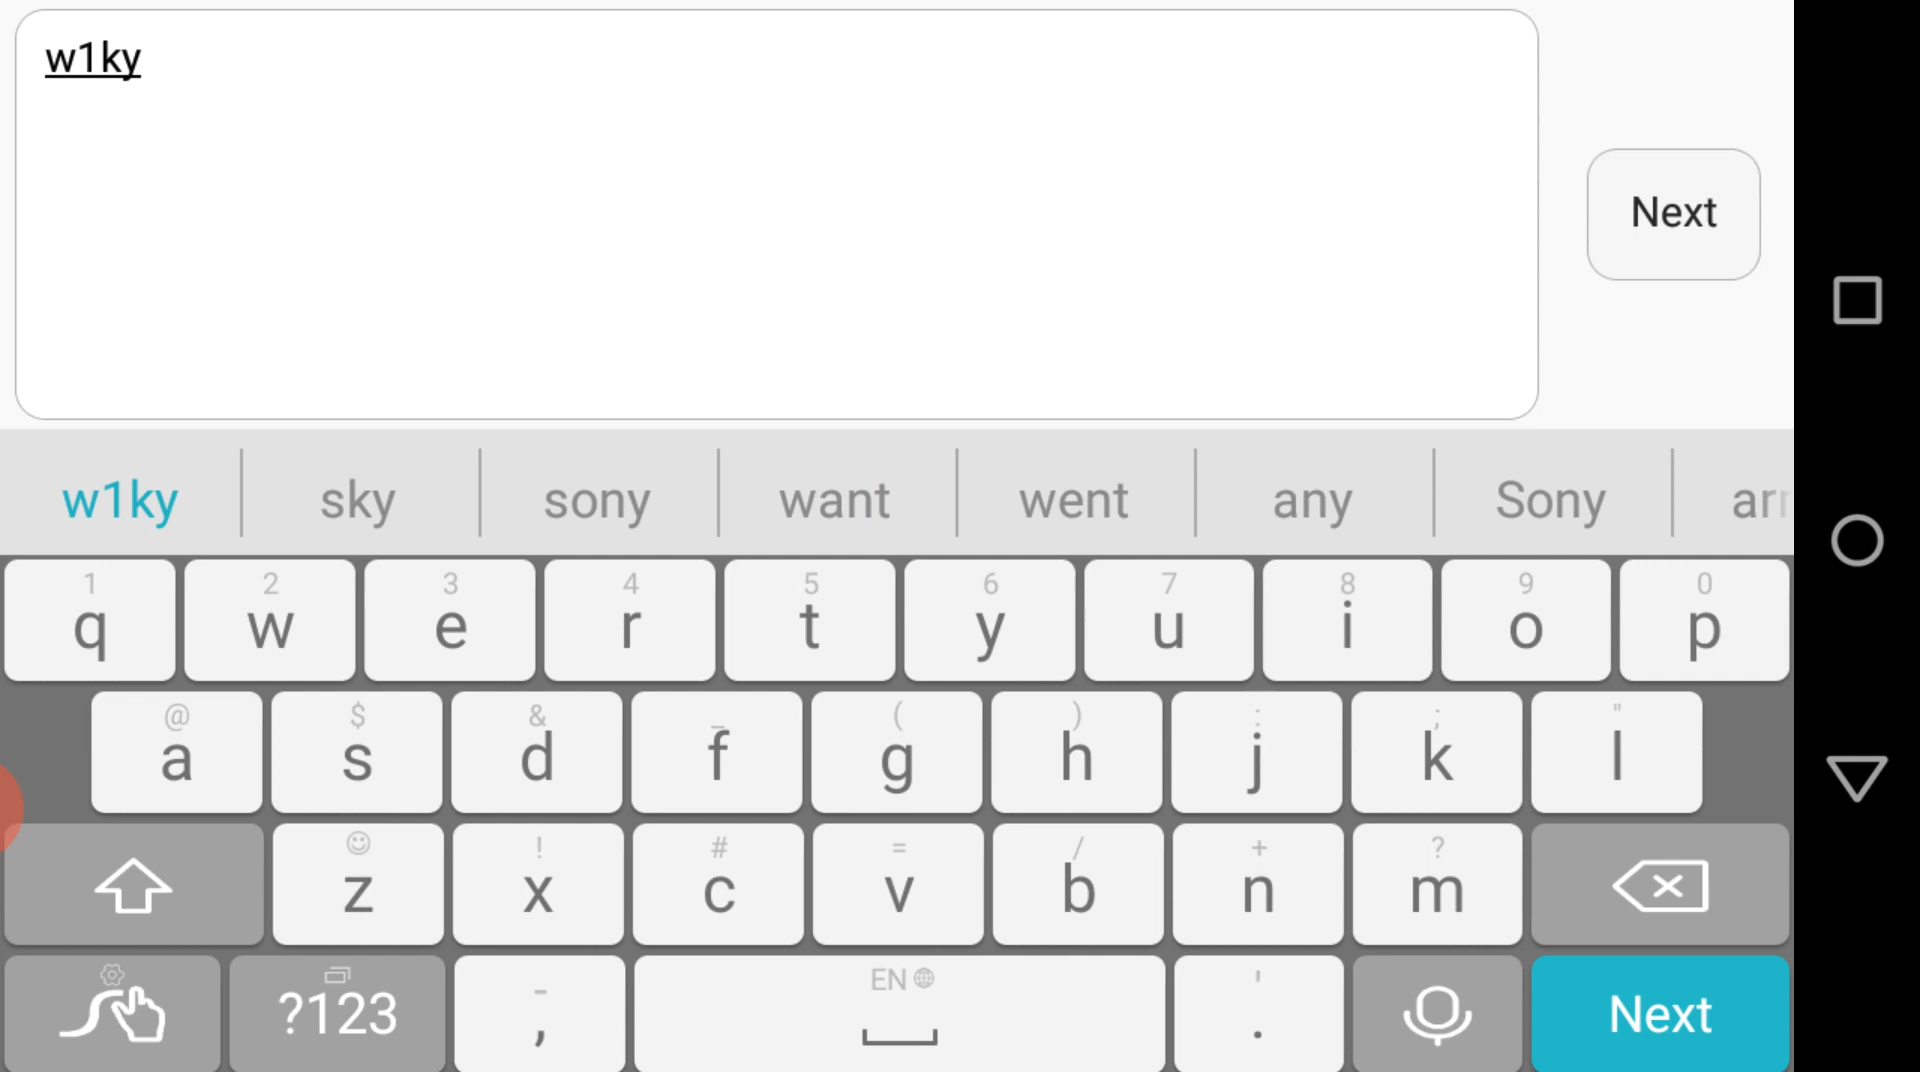 w1ky
Next
w1ky sky sony want went any Sony
1 2 3 4 5 6 7 8 9 0
q w e r t y u i o p
@ $ & _ ( ) : ; "
a s d f g h j k l
! # = / + ?
z x c v b n m
EN
?123 - , ' . Next